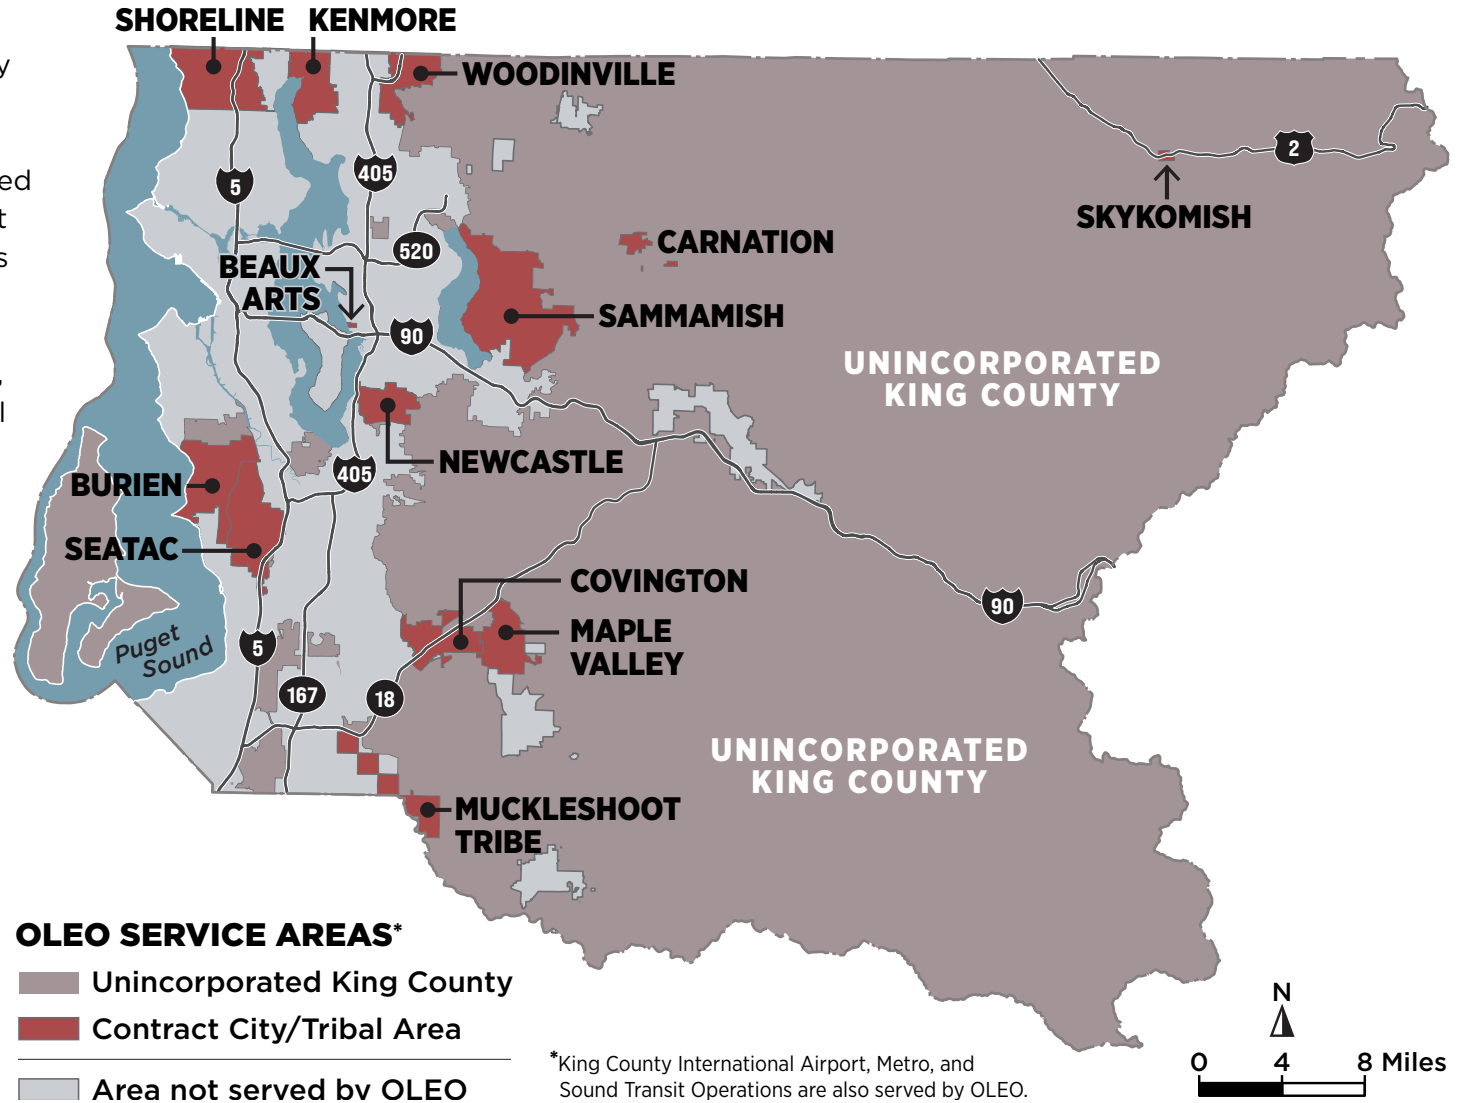 SHORELINE
KENMORE
y
WOODINVILLE
ed
t
s
5
405
2
SKYKOMISH
520
CARNATION
BEAUX
ARTS
SAMMAMISH
90
UNINCORPORATED
KING COUNTY
,
l
NEWCASTLE
405
BURIEN
SEATAC
COVINGTON
90
MAPLE
VALLEY
Puget
Sound
5
167
18
UNINCORPORATED
KING COUNTY
MUCKLESHOOT
TRIBE
OLEO SERVICE AREAS*
Unincorporated King County
Contract City/Tribal Area
Area not served by OLEO
*King County International Airport, Metro, and
Sound Transit Operations are also served by OLEO.
N
0 4 8 Miles